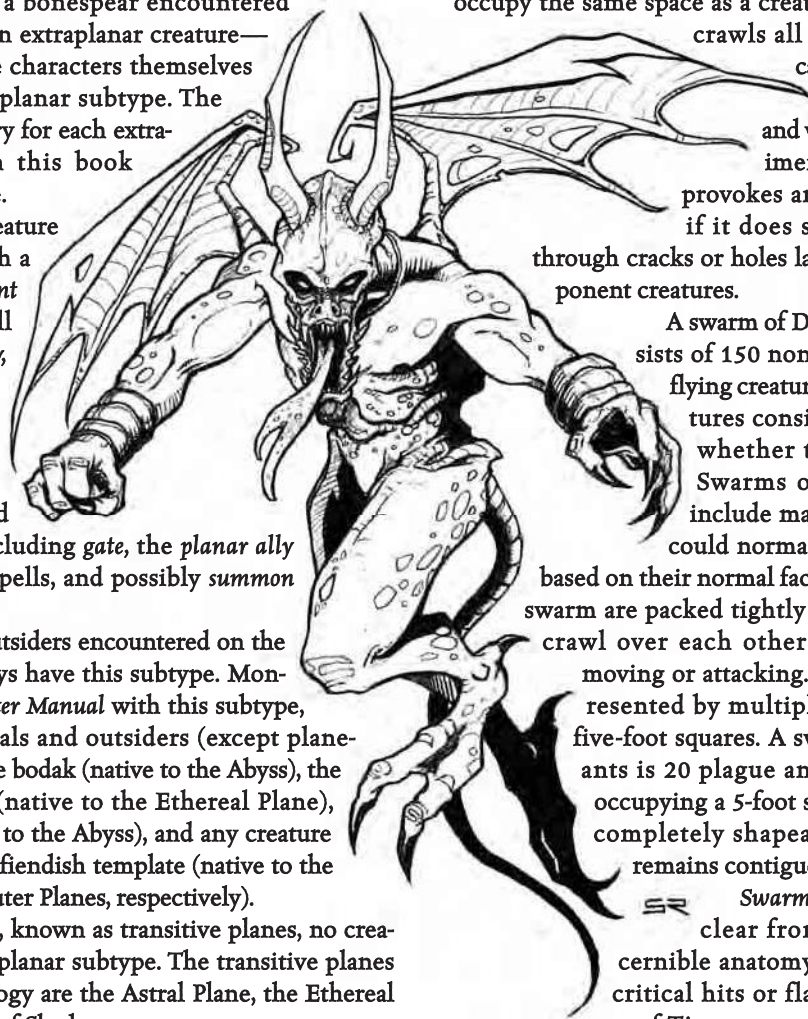 a bonespear encountered
n extraplanar creature—
e characters themselves
planar subtype. The
ry for each extra-
n this book
e.
eature
h a
nt
ll
y,
d
cluding gate, the planar ally
pells, and possibly summon
utsiders encountered on the
ys have this subtype. Mon-
er Manual with this subtype,
als and outsiders (except plane-
e bodak (native to the Abyss), the
(native to the Ethereal Plane),
to the Abyss), and any creature
fiendish template (native to the
uter Planes, respectively).
, known as transitive planes, no crea-
planar subtype. The transitive planes
ogy are the Astral Plane, the Ethereal
occupy the same space as a creat
crawls all
ca
and
imen
provokes an
if it does s
through cracks or holes la
ponent creatures.
A swarm of D
sists of 150 non
flying creatur
tures consi
whether t
Swarms o
include ma
could norma
based on their normal fac
swarm are packed tightly
crawl over each other
moving or attacking.
resented by multipl
five-foot squares. A sw
ants is 20 plague an
occupying a 5-foot s
completely shapea
remains contigu
Swarm
clear from
cernible anatomy
critical hits or fla
SR